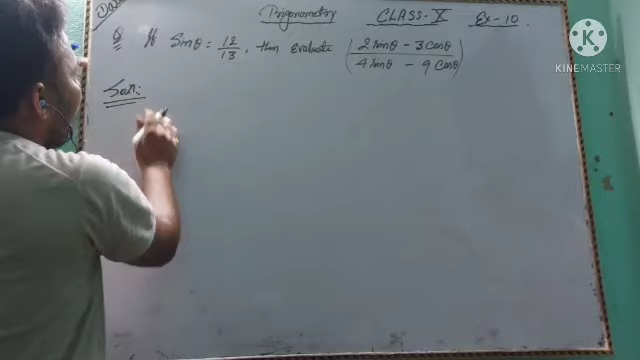 Trigonometry CLASS-X Ex-10.
Q. If Sinθ = 12/13, then evaluate (2 sinθ - 3 cosθ / 4 sinθ - 9 cosθ)
Soln:-
KINEMASTER